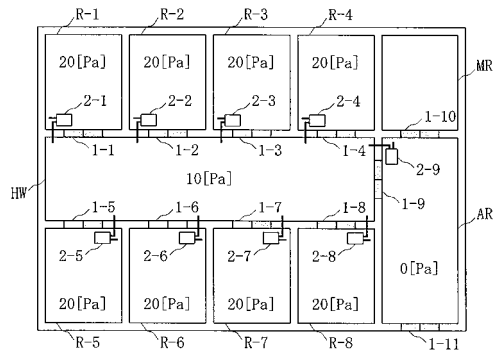 R-1 R-2 R-3 R-4
20[Pa] 20[Pa] 20[Pa] 20[Pa] MR
2-1 2-2 2-3 2-4 1-10
1-1 1-2 1-3 1-4
2-9
HW 10[Pa] 1-9
1-5 1-6 1-7 1-8 AR
2-5 2-6 2-7 2-8
0[Pa]
20[Pa] 20[Pa] 20[Pa] 20[Pa]
R-5 R-6 R-7 R-8 1-11